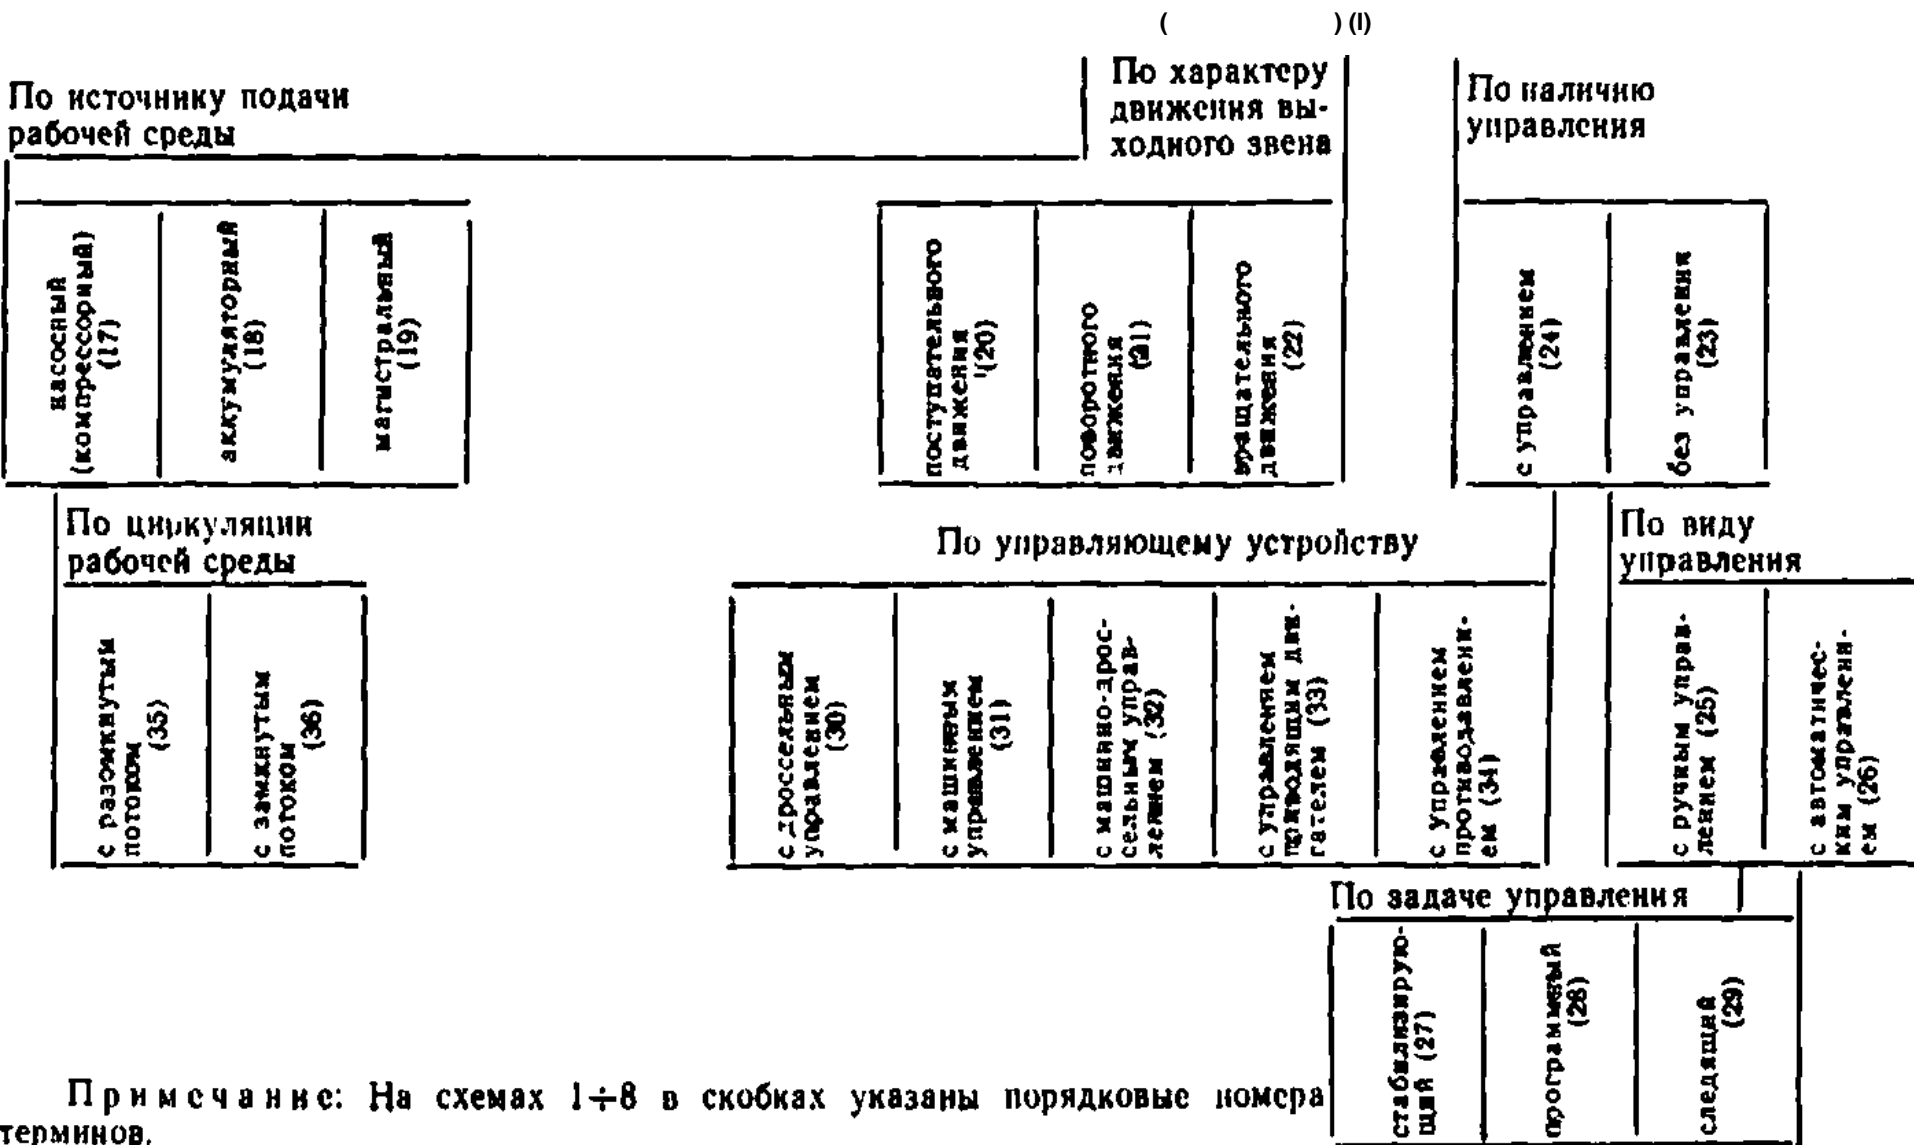 ( ) (I)
По источнику подачи
рабочей среды
По характеру
движения вы-
ходного звена
По наличию
управления
насосный
(компрессорный)
(17)
аккумуляторный
(18)
магистральный
(19)
поступательного
движения
(20)
поворотного
движения
(21)
вращательного
движения
(22)
с управлением
(24)
без управления
(23)
По циркуляции
рабочей среды
По управляющему устройству
По виду
управления
с разомкнутым
потоком
(35)
с замкнутым
потоком
(36)
с дроссельным
управлением
(30)
с машинным
управлением
(31)
с машинно-дрос-
сельным управ-
лением (32)
с управлением
приводящим дви-
гателем (33)
с управлением
противодавлени-
ем (34)
с ручным управ-
лением (25)
с автоматичес-
ким управлени-
ем (26)
По задаче управления
стабилизирую-
щий (27)
программный
(28)
следящий
(29)
Примечание: На схемах 1÷8 в скобках указаны порядковые номера
терминов.